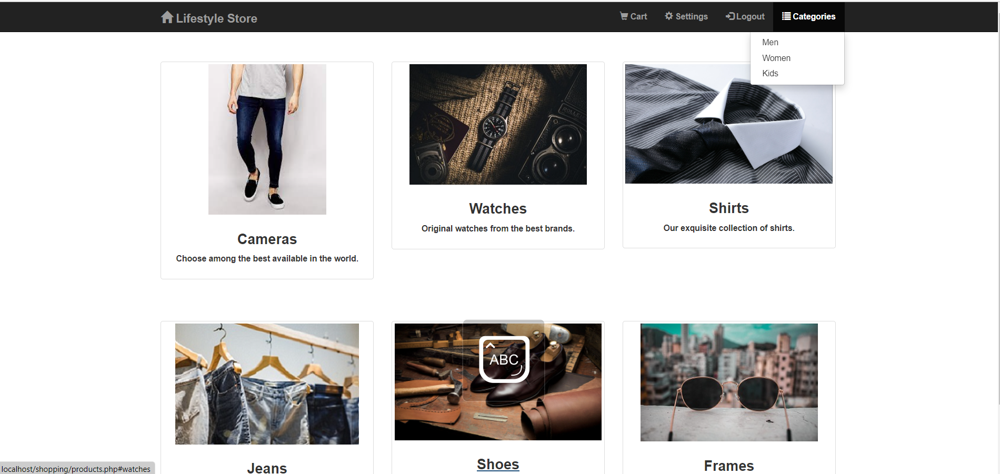 Lifestyle Store
Cart
Settings
Logout
Categories
Men
Women
Kids
ROLLEI
Cameras
Choose among the best available in the world.
Watches
Original watches from the best brands.
Shirts
Our exquisite collection of shirts.
ABC
Jeans
Shoes
Frames
localhost/shopping/products.php#watches